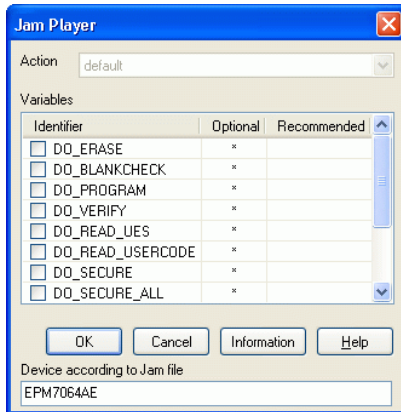 Jam Player
Action default
Variables
Identifier Optional Recommended
DO_ERASE *
DO_BLANKCHECK *
DO_PROGRAM *
DO_VERIFY *
DO_READ_UES *
DO_READ_USERCODE *
DO_SECURE *
DO_SECURE_ALL *
OK Cancel Information Help
Device according to Jam file
EPM7064AE